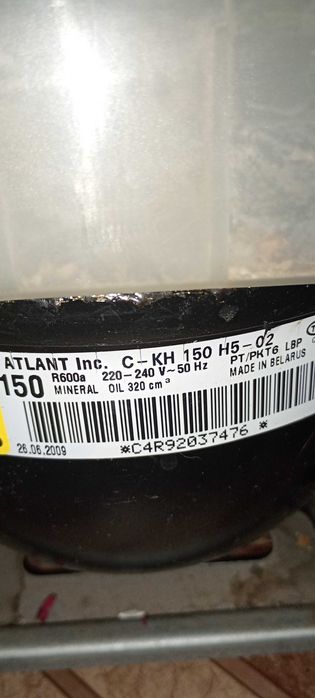 ATLANT Inc. C-KH 150 H5-02
150 R600a 220-240 V~50 Hz PT/PKT6 LBP
MINERAL OIL 320 cm³ MADE IN BELARUS
26.06.2009 *C4R92037476*